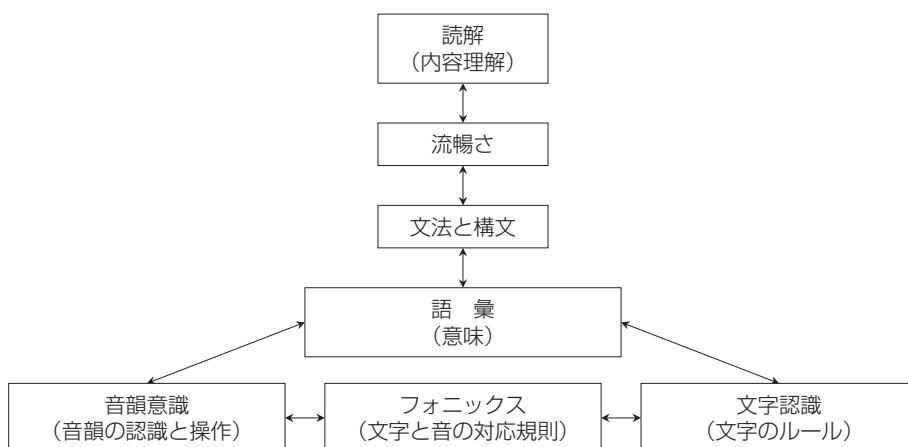 読解
（内容理解）
流暢さ
文法と構文
語　彙
（意味）
音韻意識
（音韻の認識と操作）
フォニックス
（文字と音の対応規則）
文字認識
（文字のルール）